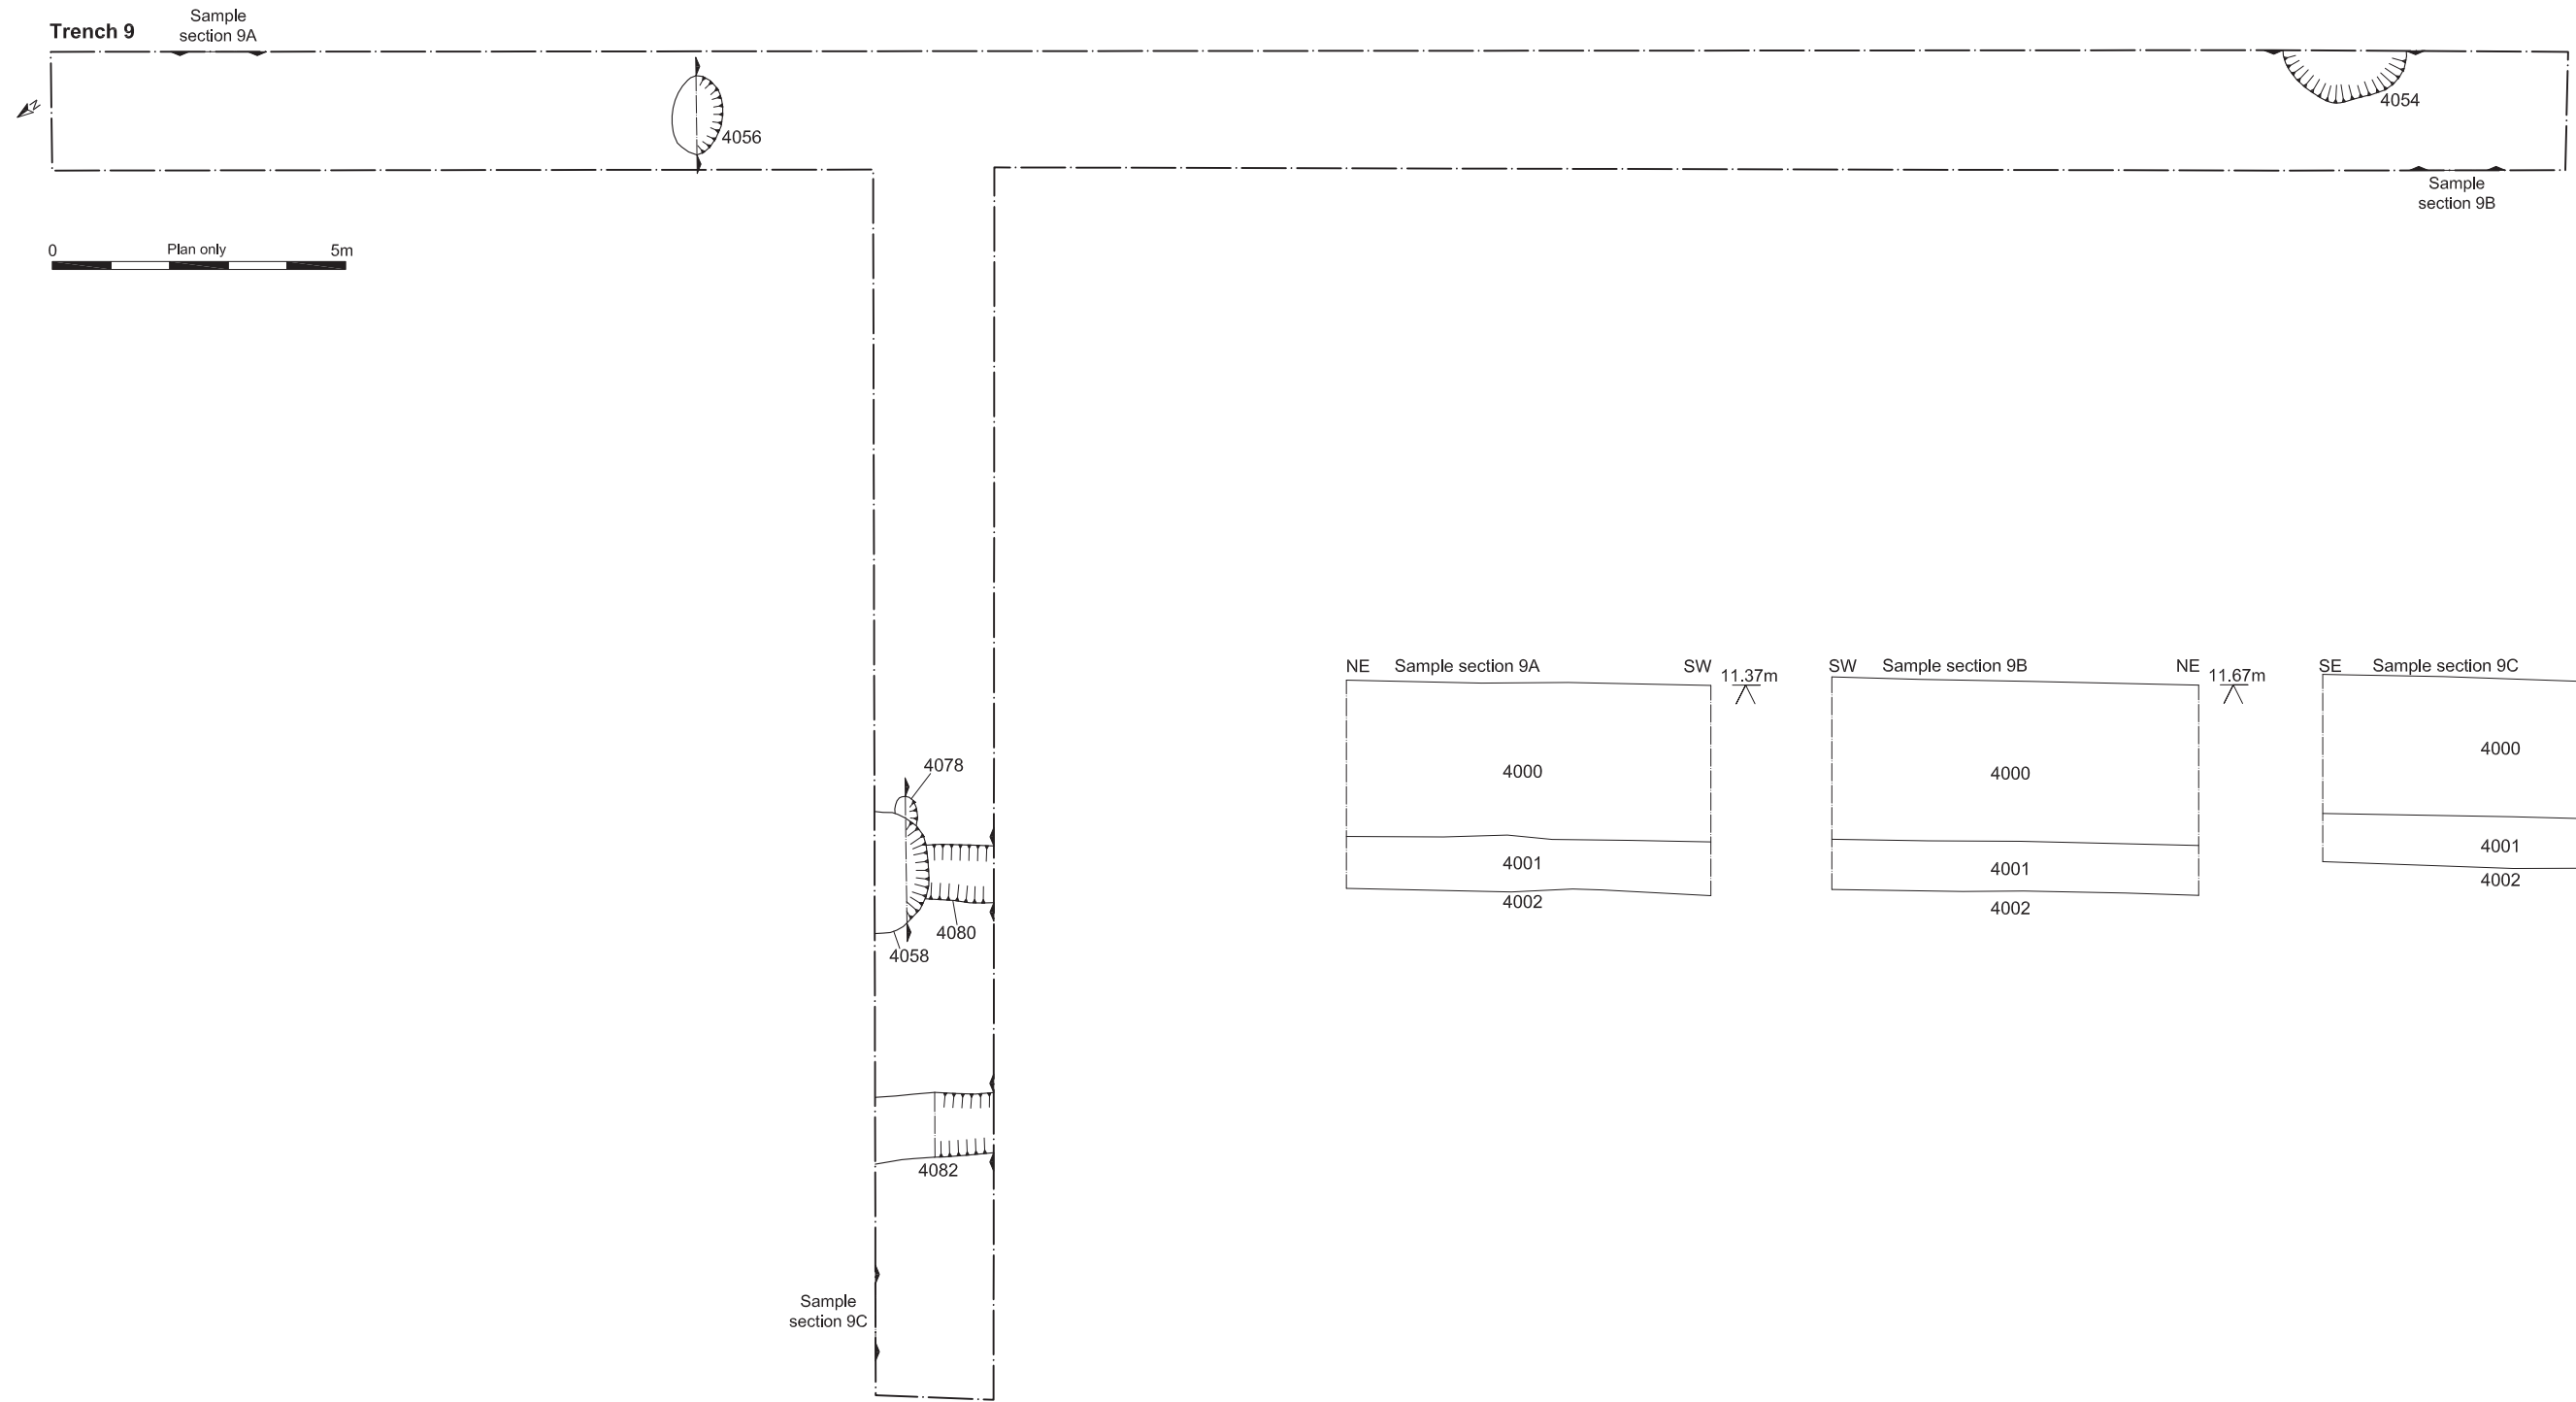 Trench 9
Sample
section 9A
N
4056
4054
Sample
section 9B
0 Plan only 5m
NE Sample section 9A SW 11.37m
4000
4001
4002
SW Sample section 9B NE 11.67m
4000
4001
4002
SE Sample section 9C
4000
4001
4002
4078
4080
4058
4082
Sample
section 9C